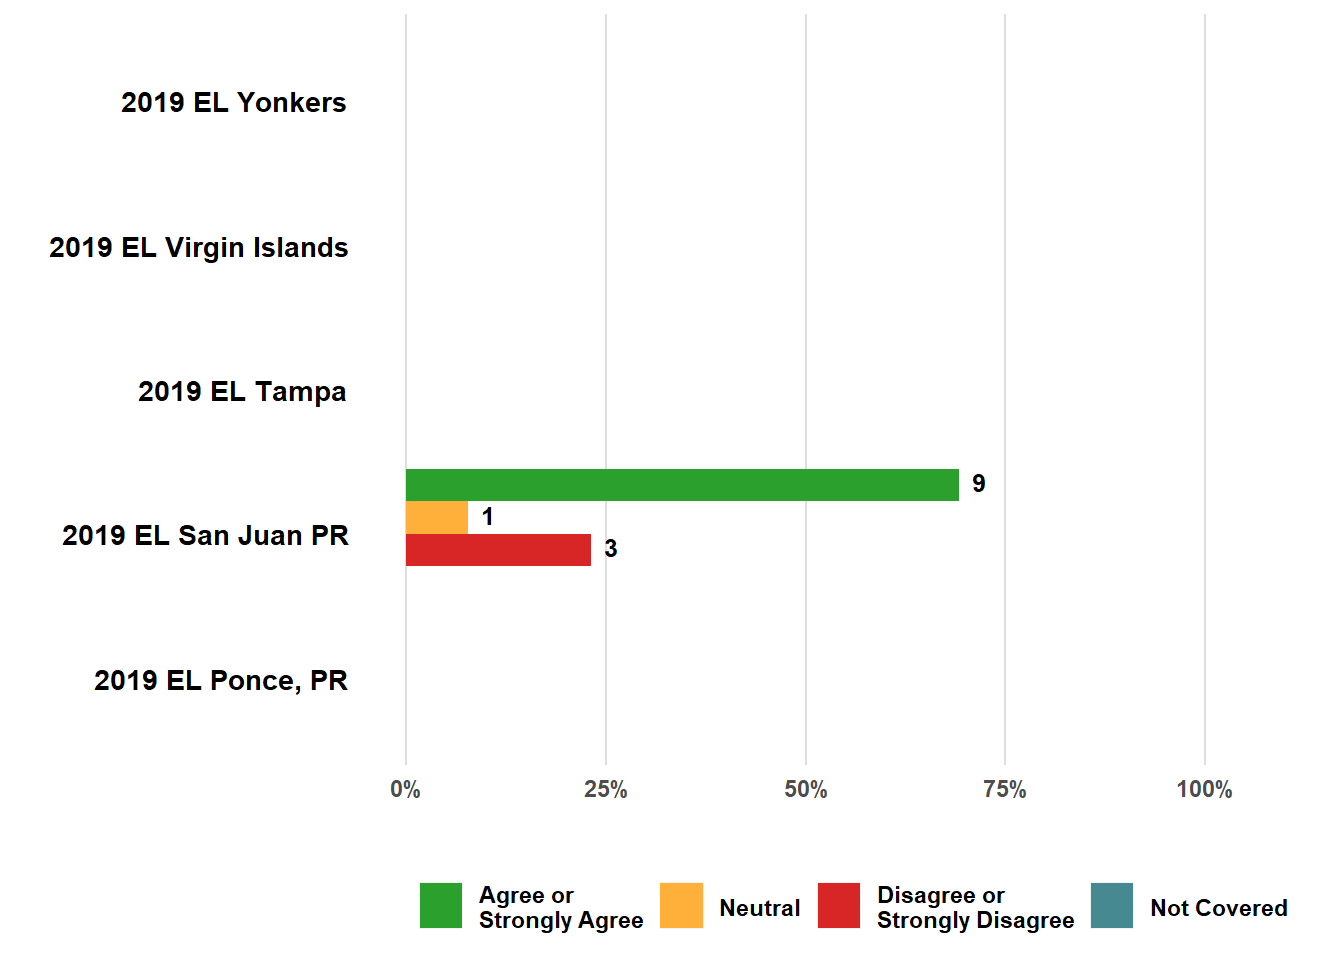 2019 EL Yonkers
2019 EL Virgin Islands
2019 EL Tampa
9
1
2019 EL San Juan PR
3
2019 EL Ponce, PR
0%
25%
50%
75%
100%
Agree or
Strongly Agree
Neutral
Disagree or
Strongly Disagree
Not Covered